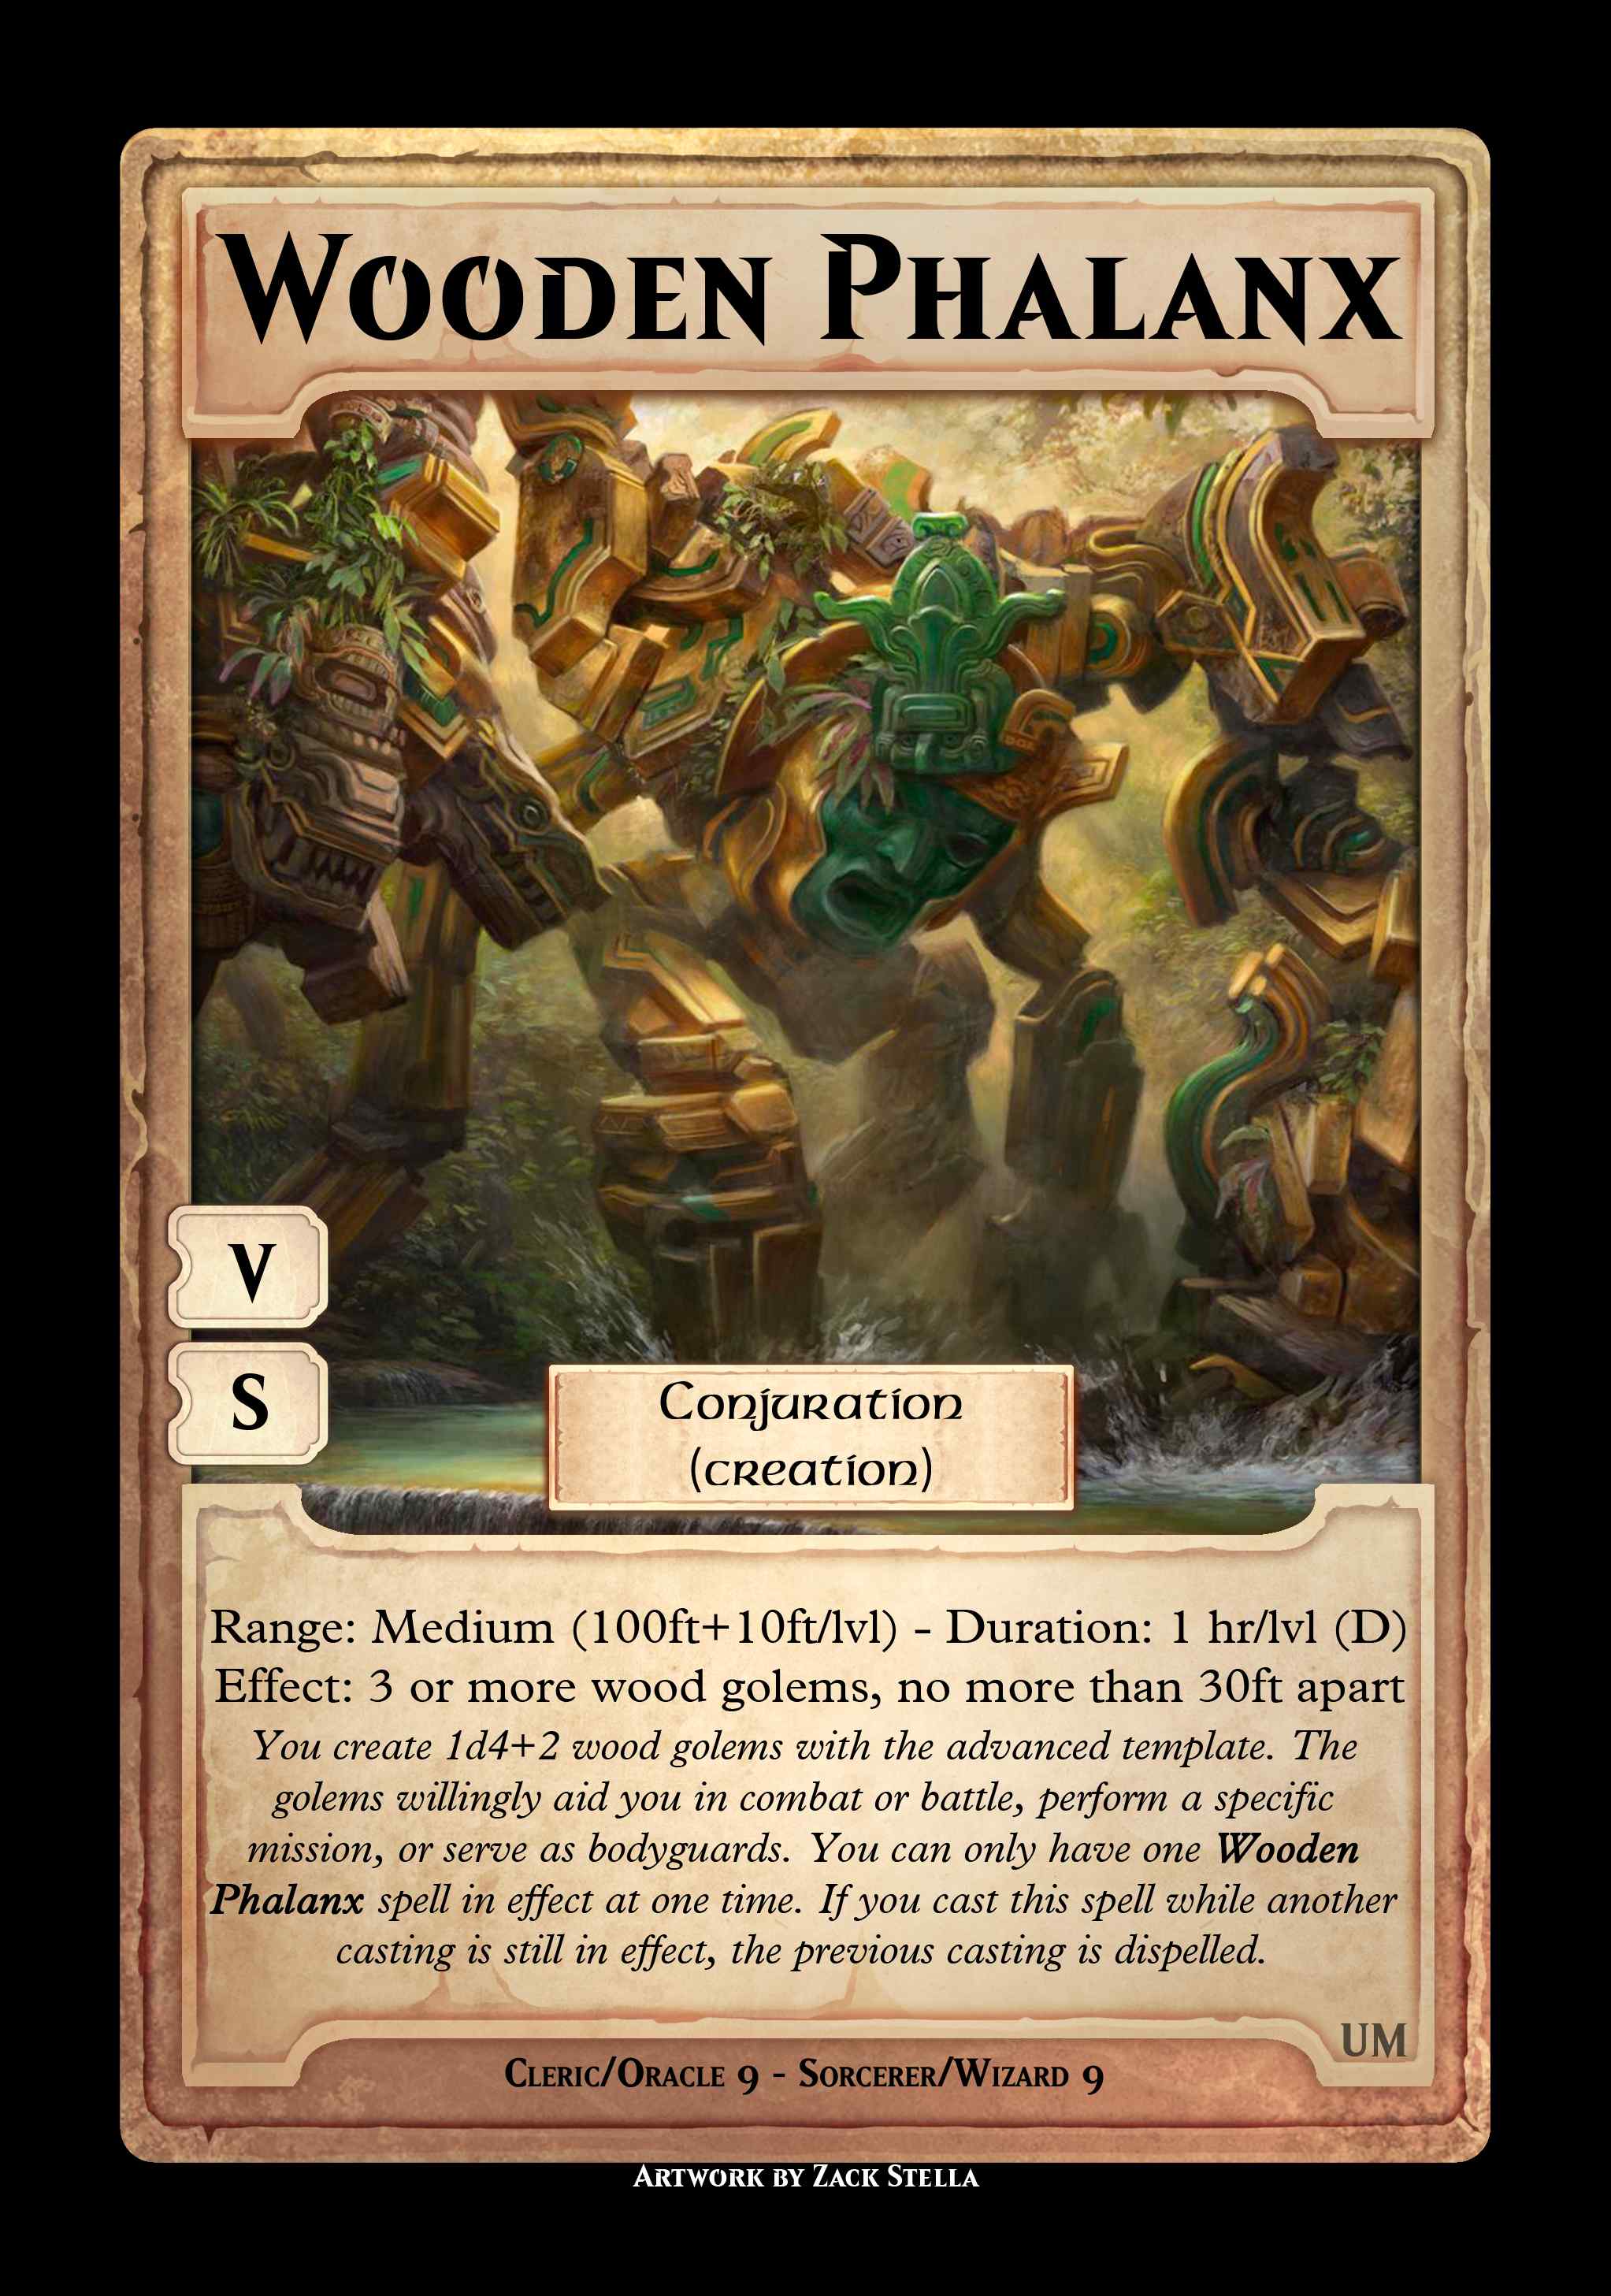 Wooden Phalanx
V
S
Conjuration
(creation)
Range: Medium (100ft+10ft/lvl) - Duration: 1 hr/lvl (D)
Effect: 3 or more wood golems, no more than 30ft apart
You create 1d4+2 wood golems with the advanced template. The
golems willingly aid you in combat or battle, perform a specific
mission, or serve as bodyguards. You can only have one Wooden
Phalanx spell in effect at one time. If you cast this spell while another
casting is still in effect, the previous casting is dispelled.
UM
Cleric/Oracle 9 - Sorcerer/Wizard 9
Artwork by Zack Stella